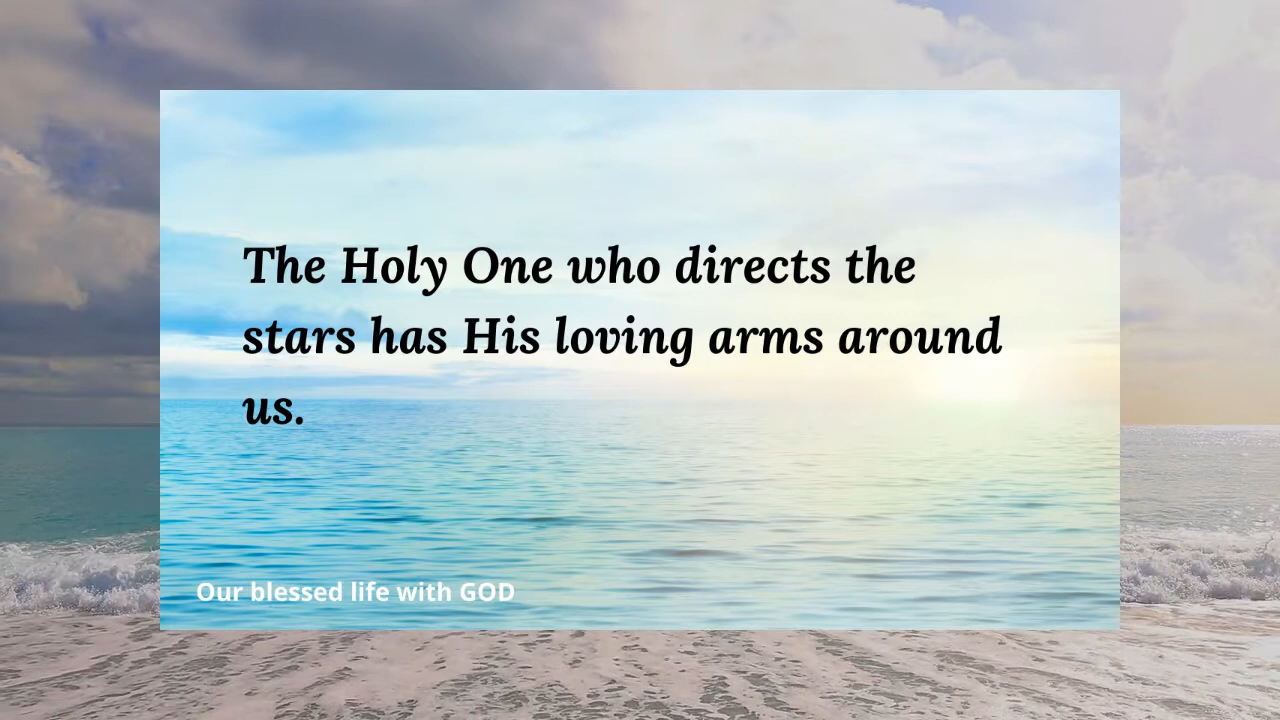 The Holy One who directs the
stars has His loving arms around
us.
Our blessed life with GOD